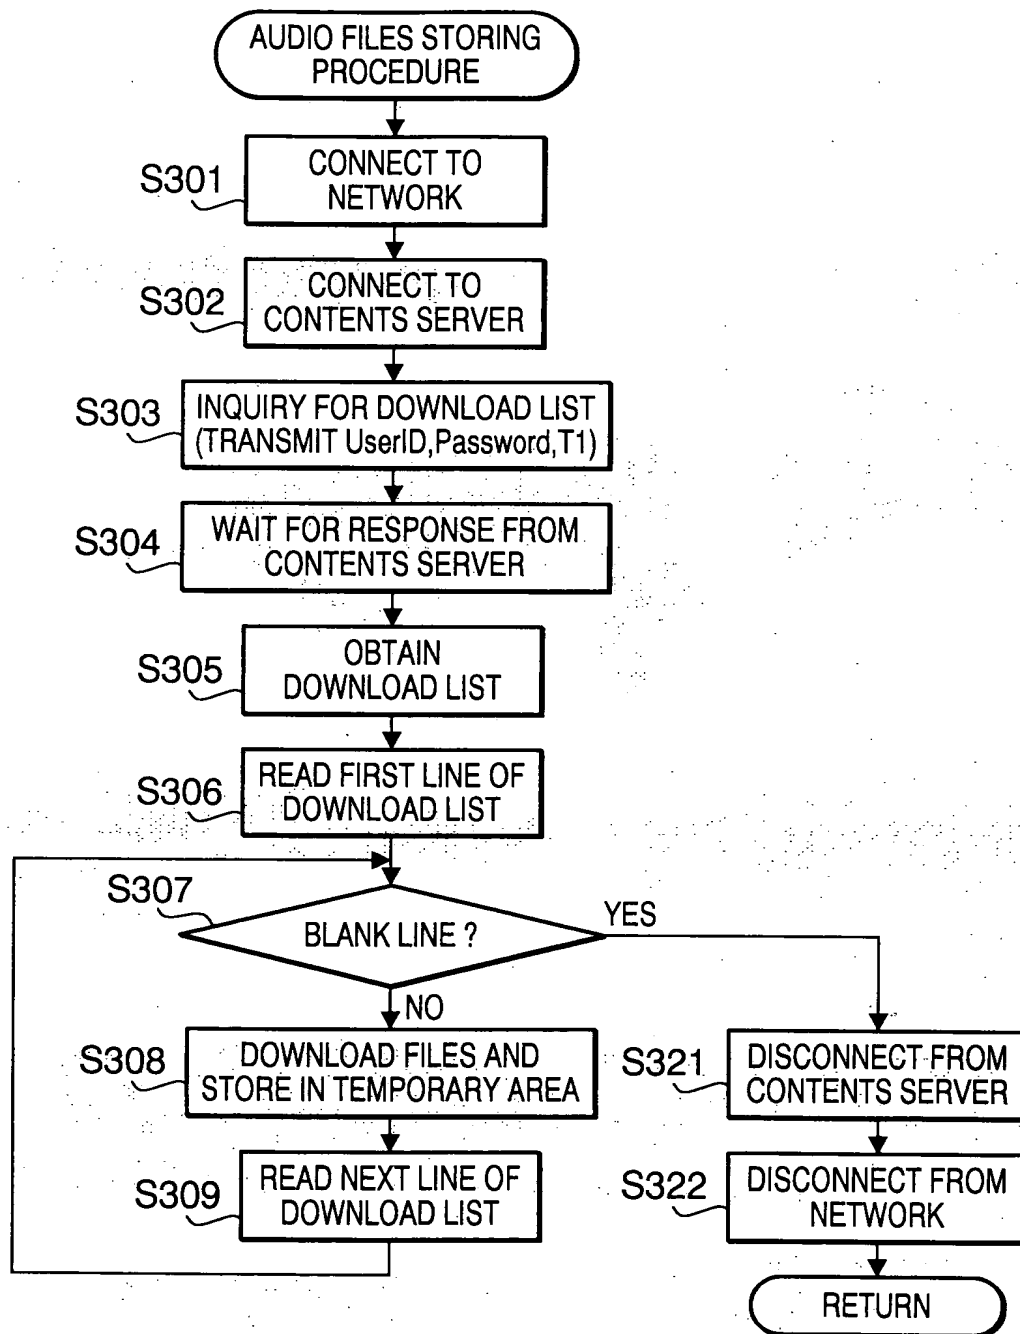 AUDIO FILES STORING
PROCEDURE
S301
CONNECT TO
NETWORK
S302
CONNECT TO
CONTENTS SERVER
S303
INQUIRY FOR DOWNLOAD LIST
(TRANSMIT UserID,Password,T1)
S304
WAIT FOR RESPONSE FROM
CONTENTS SERVER
S305
OBTAIN
DOWNLOAD LIST
S306
READ FIRST LINE OF
DOWNLOAD LIST
S307
BLANK LINE ?
YES
NO
S308
DOWNLOAD FILES AND
STORE IN TEMPORARY AREA
S309
READ NEXT LINE OF
DOWNLOAD LIST
S321
DISCONNECT FROM
CONTENTS SERVER
S322
DISCONNECT FROM
NETWORK
RETURN